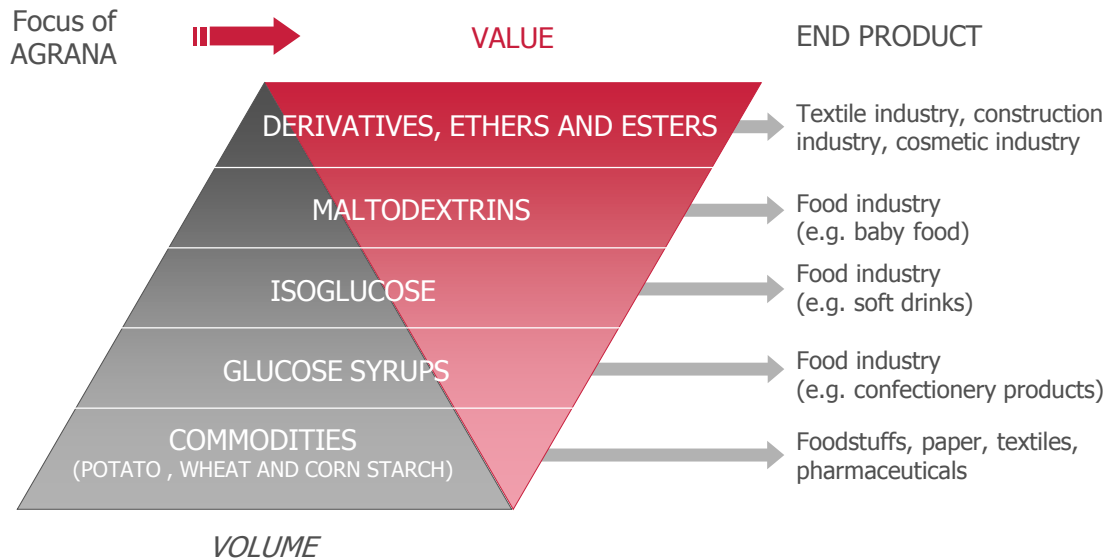 Focus of
AGRANA
VALUE
END PRODUCT
DERIVATIVES, ETHERS AND ESTERS
Textile industry, construction
industry, cosmetic industry
MALTODEXTRINS
Food industry
(e.g. baby food)
ISOGLUCOSE
Food industry
(e.g. soft drinks)
GLUCOSE SYRUPS
Food industry
(e.g. confectionery products)
COMMODITIES
(POTATO , WHEAT AND CORN STARCH)
Foodstuffs, paper, textiles,
pharmaceuticals
VOLUME